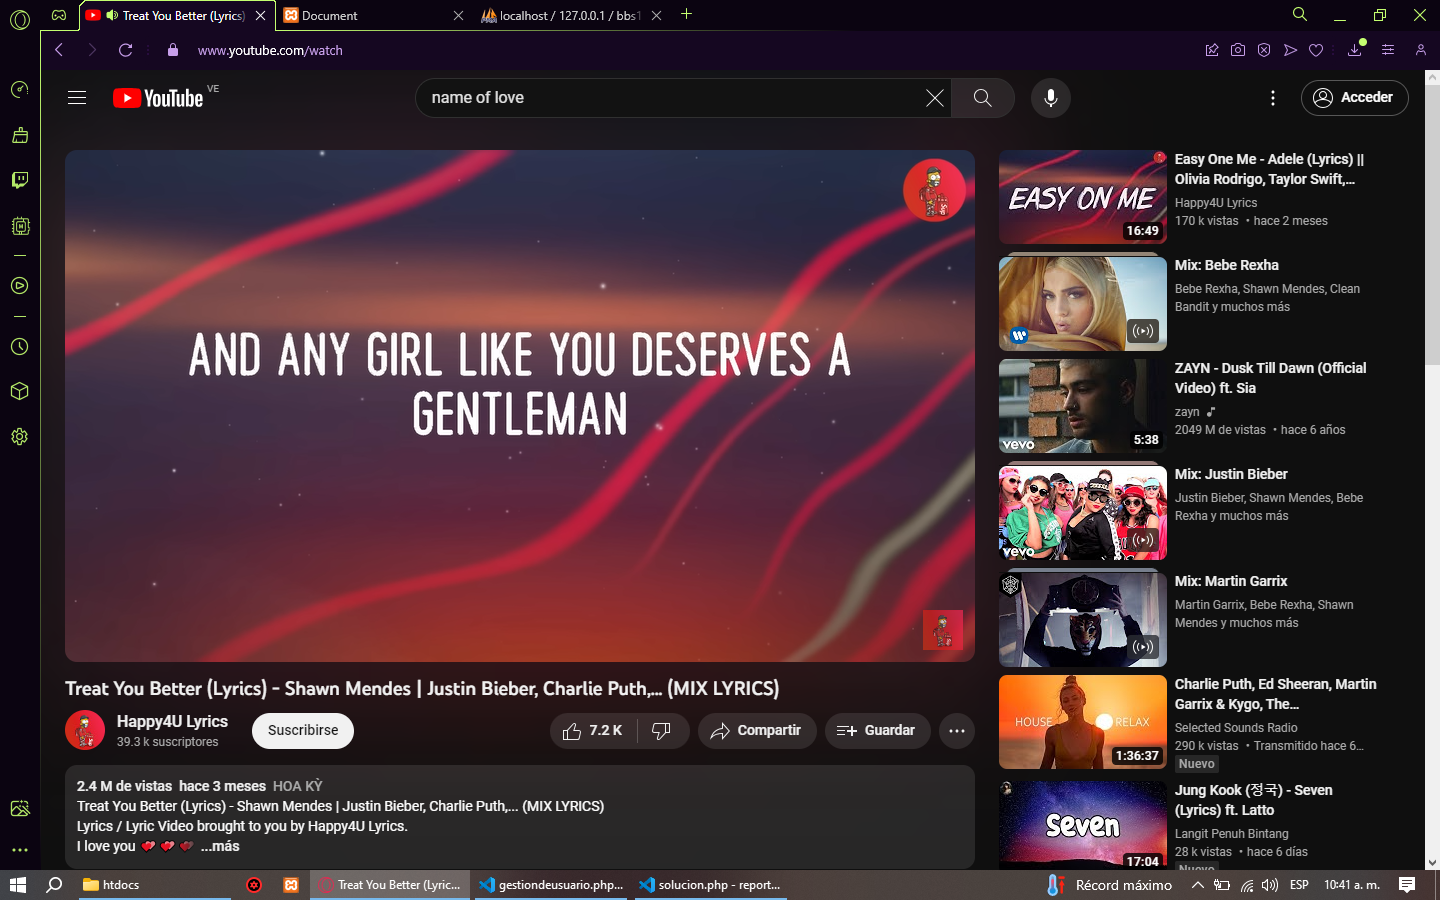 Treat You Better (Lyrics)
Document
localhost / 127.0.0.1 / bbs1
www.youtube.com/watch
YouTube VE
name of love
Acceder
AND ANY GIRL LIKE YOU DESERVES A
GENTLEMAN
Treat You Better (Lyrics) - Shawn Mendes | Justin Bieber, Charlie Puth,... (MIX LYRICS)
Happy4U Lyrics
39.3 k suscriptores
Suscribirse
7.2 K
Compartir
Guardar
2.4 M de vistas hace 3 meses HOA KỲ
Treat You Better (Lyrics) - Shawn Mendes | Justin Bieber, Charlie Puth,... (MIX LYRICS)
Lyrics / Lyric Video brought to you by Happy4U Lyrics.
I love you 💔 💔 💔 ...más
EASY ON ME
16:49
Easy One Me - Adele (Lyrics) ||
Olivia Rodrigo, Taylor Swift,...
Happy4U Lyrics
170 k vistas • hace 2 meses
Mix: Bebe Rexha
Bebe Rexha, Shawn Mendes, Clean
Bandit y muchos más
vevo
5:38
ZAYN - Dusk Till Dawn (Official
Video) ft. Sia
zayn
2049 M de vistas • hace 6 años
vevo
Mix: Justin Bieber
Justin Bieber, Shawn Mendes, Bebe
Rexha y muchos más
Mix: Martin Garrix
Martin Garrix, Bebe Rexha, Shawn
Mendes y muchos más
HOUSE RELAX
1:36:37
Charlie Puth, Ed Sheeran, Martin
Garrix & Kygo, The...
Selected Sounds Radio
290 k vistas • Transmitido hace 6...
Nuevo
Seven
17:04
Jung Kook (정국) - Seven
(Lyrics) ft. Latto
Langit Penuh Bintang
28 k vistas • hace 6 días
Nuevo
htdocs
Treat You Better (Lyric...
gestiondeusuario.php...
solucion.php - report...
Récord máximo
ESP
10:41 a. m.